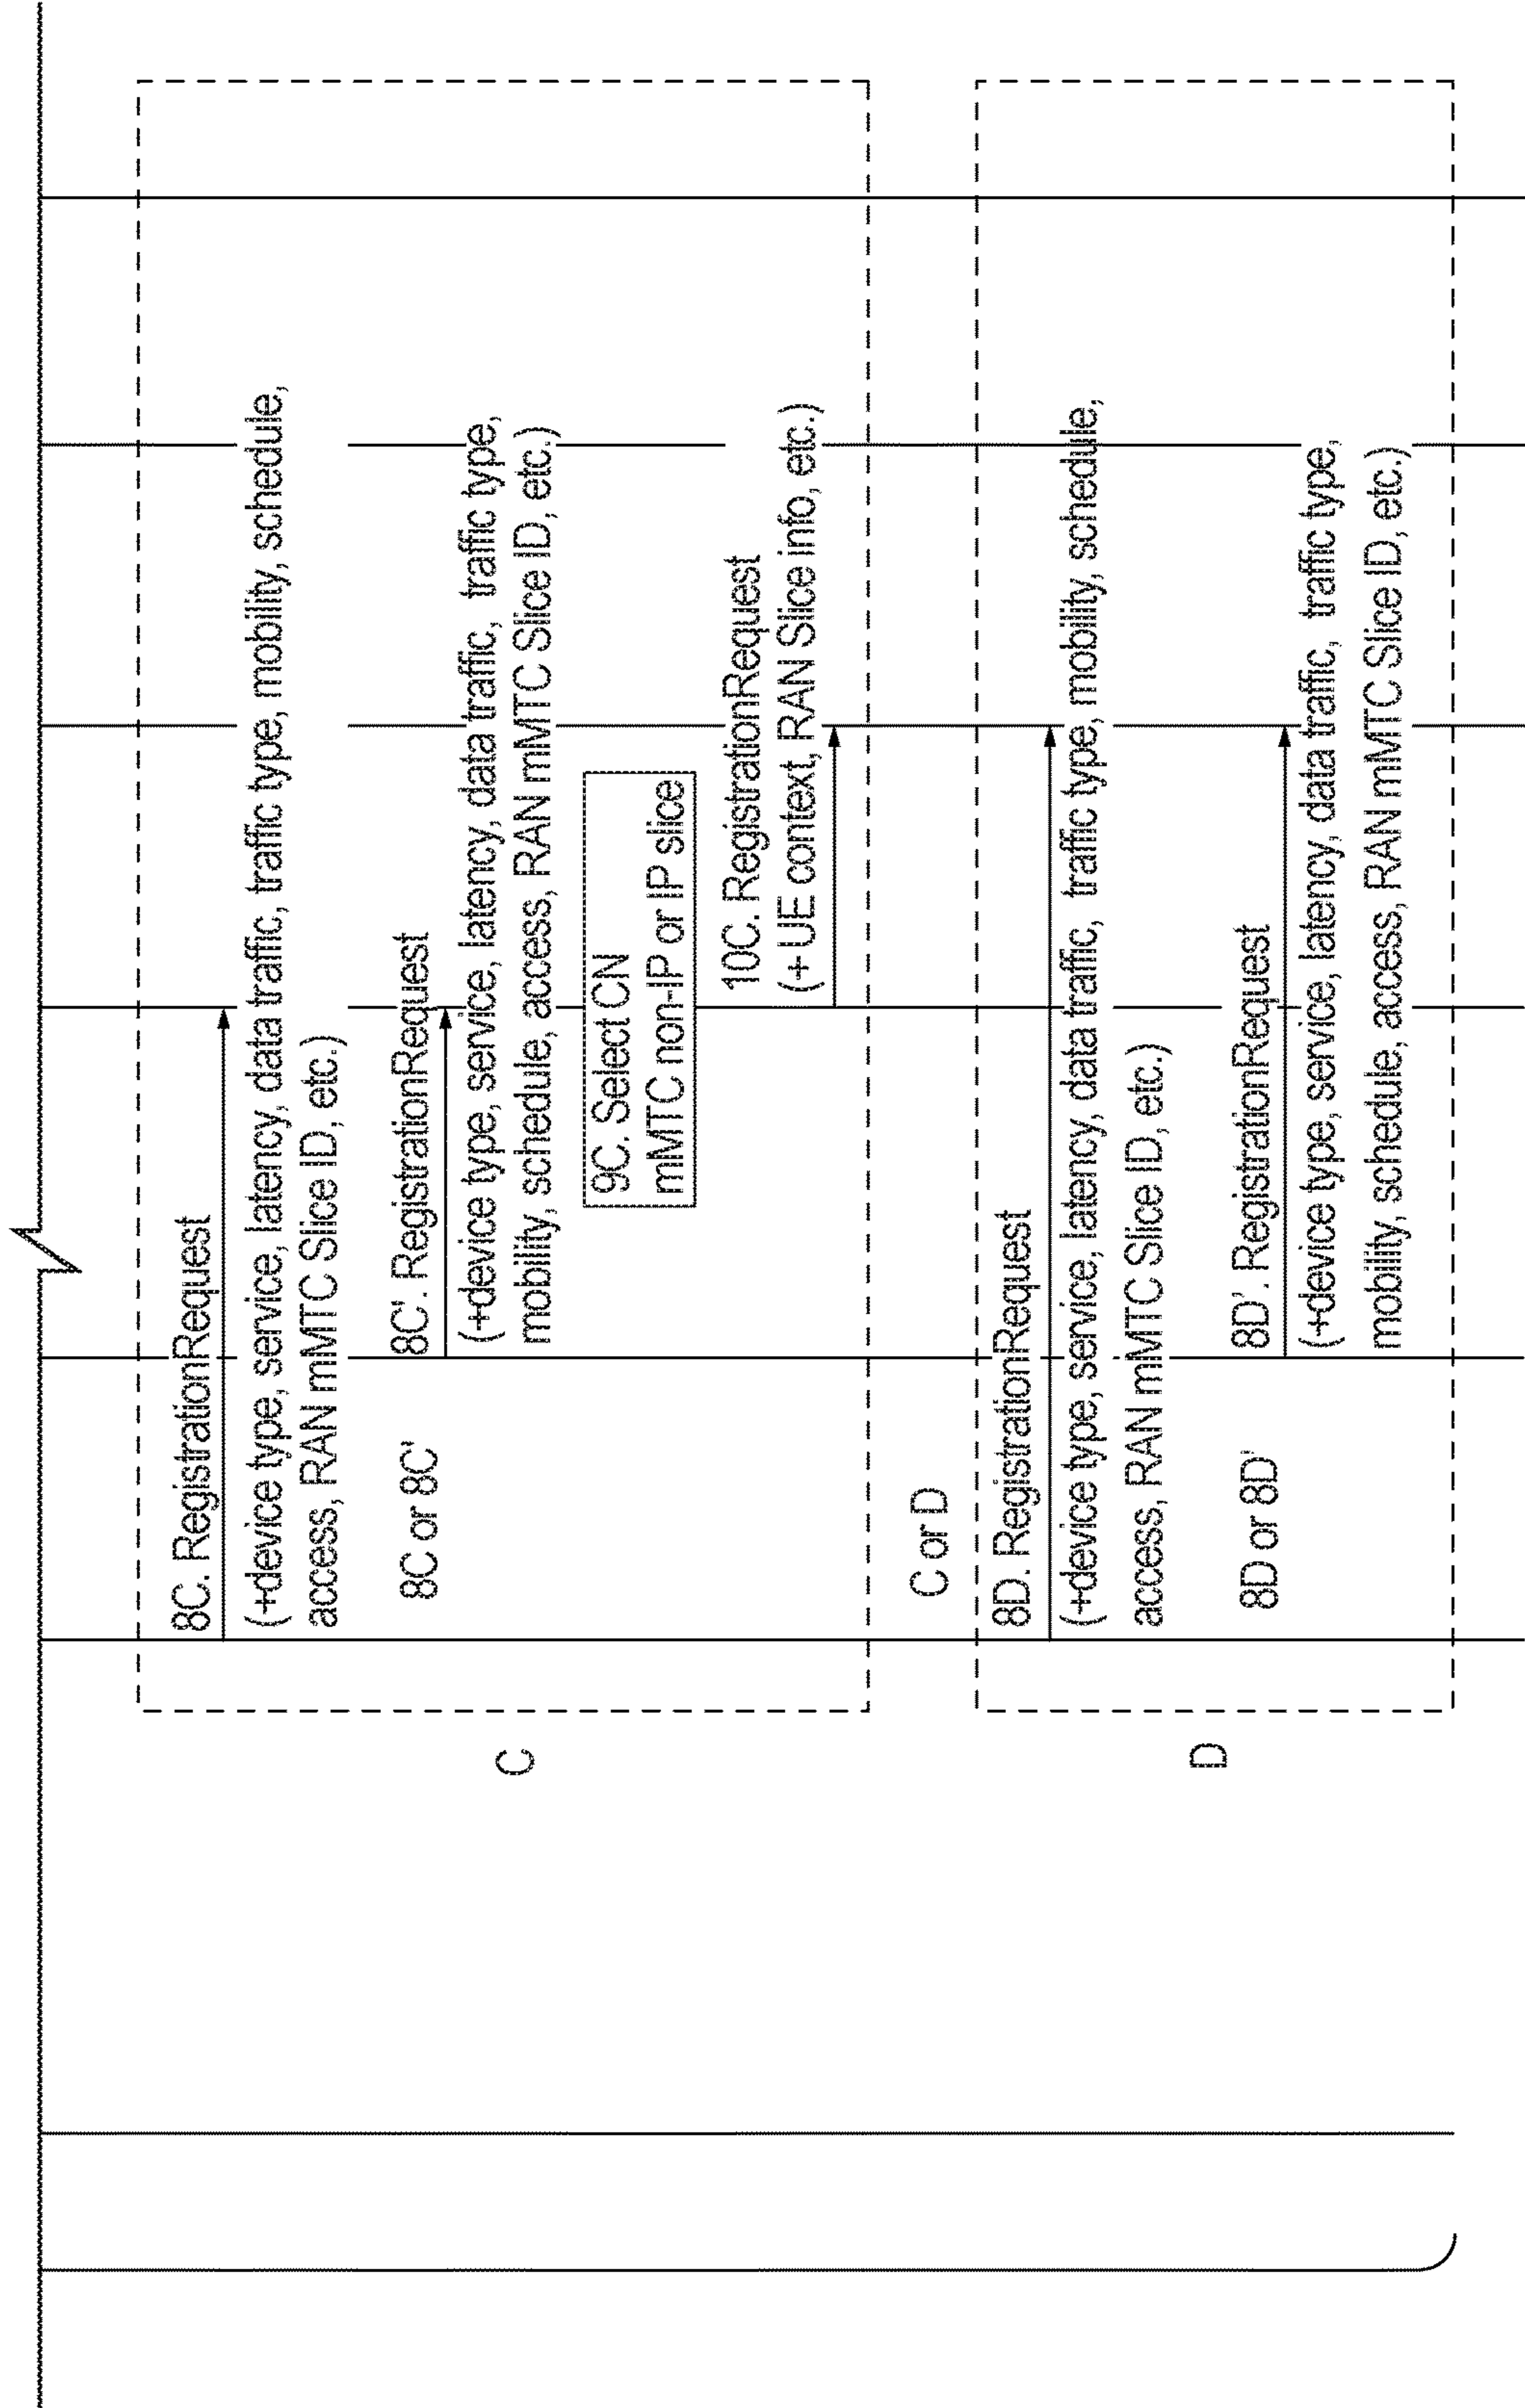 8C. RegistrationRequest
(+device type, service, latency, data traffic, traffic type, mobility, schedule,
access, RAN mMTC Slice ID, etc.)
8C or 8C'
8C'. RegistrationRequest
(+device type, service, latency, data traffic, traffic type,
mobility, schedule, access, RAN mMTC Slice ID, etc.)
C
9C. Select CN
mMTC non-IP or IP slice
10C. RegistrationRequest
(+ UE context, RAN Slice info, etc.)
C or D
8D. RegistrationRequest
(+device type, service, latency, data traffic, traffic type, mobility, schedule,
access, RAN mMTC Slice ID, etc.)
D
8D or 8D'
8D'. RegistrationRequest
(+device type, service, latency, data traffic, traffic type,
mobility, schedule, access, RAN mMTC Slice ID, etc.)